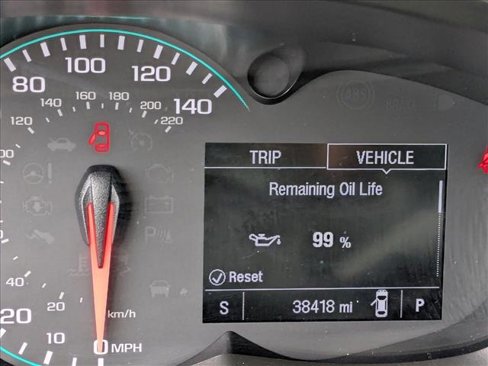 80 100 120 140
120 140 160 180 200 220
TRIP VEHICLE
Remaining Oil Life
99 %
Reset
40 20 km/h
S 38418 mi P
20 10 0 MPH